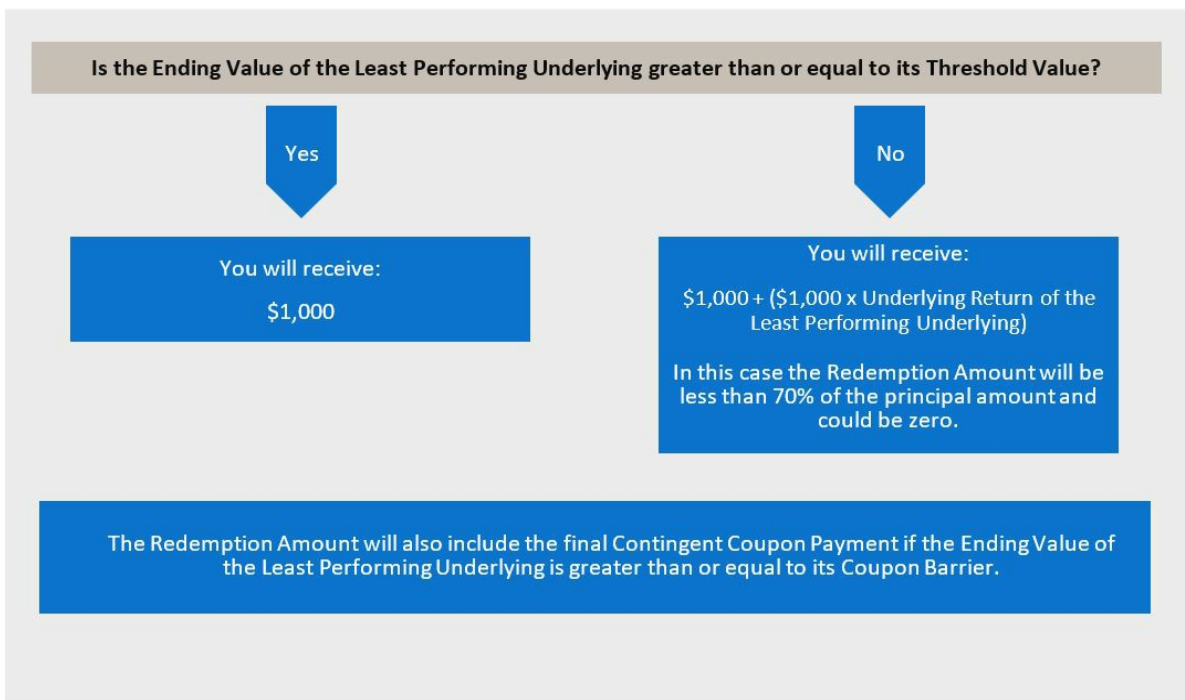 Is the Ending Value of the Least Performing Underlying greater than or equal to its Threshold Value?
Yes
No
You will receive:
$1,000
You will receive:
$1,000 + ($1,000 x Underlying Return of the
Least Performing Underlying)
In this case the Redemption Amount will be
less than 70% of the principal amount and
could be zero.
The Redemption Amount will also include the final Contingent Coupon Payment if the Ending Value of
the Least Performing Underlying is greater than or equal to its Coupon Barrier.